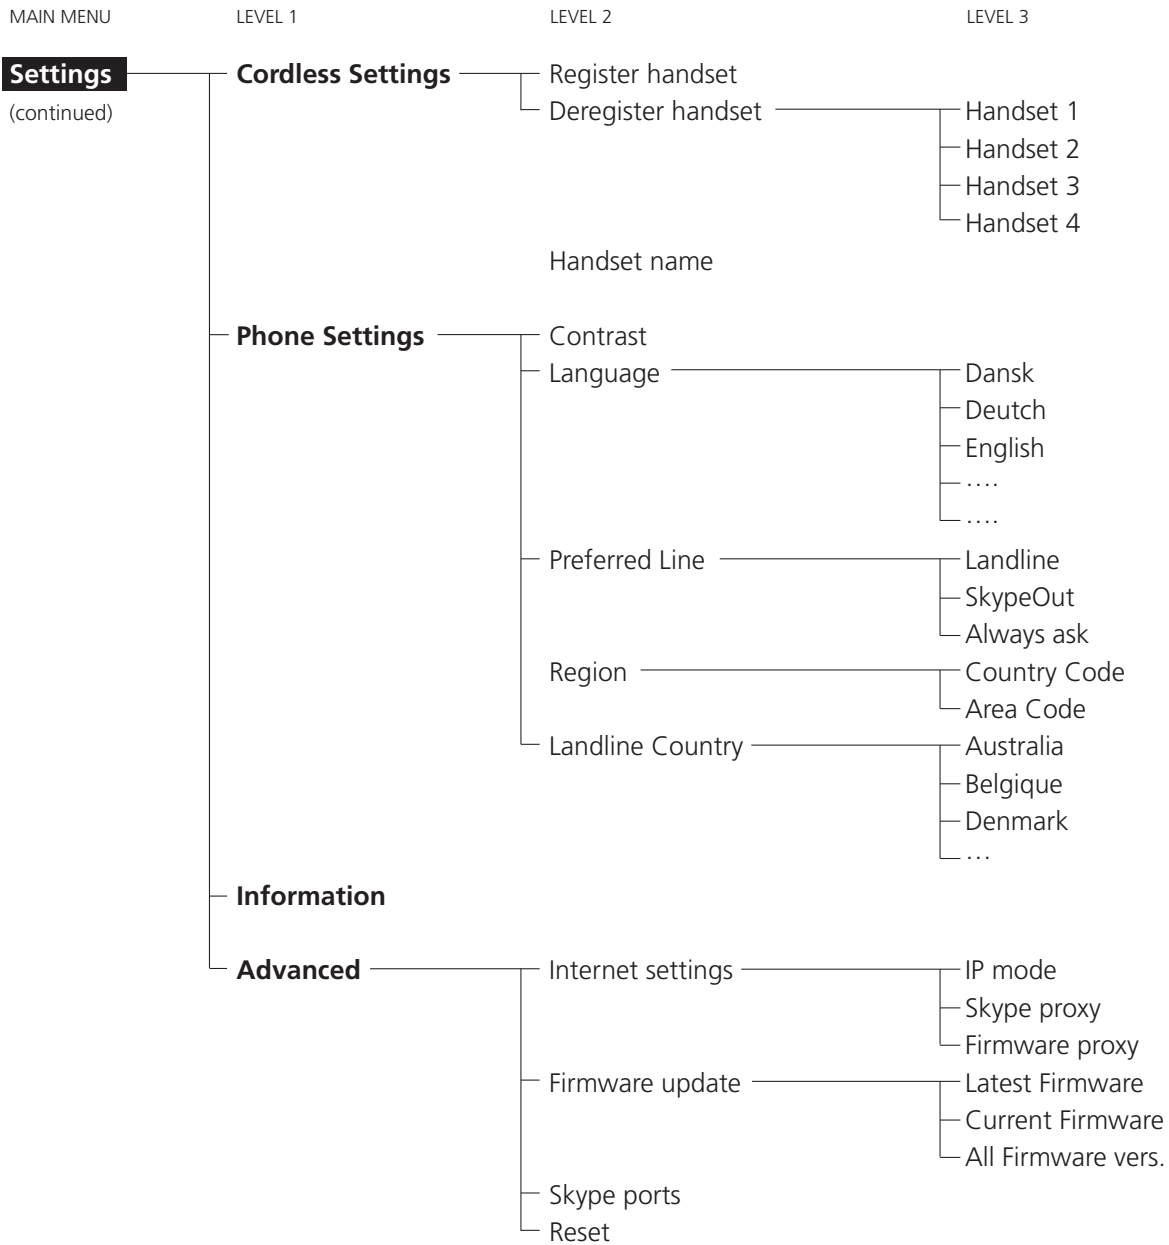 MAIN MENU LEVEL 1 LEVEL 2 LEVEL 3
Settings Cordless Settings Register handset
(continued) Deregister handset Handset 1
Handset 2
Handset 3
Handset 4
Handset name
Phone Settings Contrast
Language Dansk
Deutch
English
....
....
Preferred Line Landline
SkypeOut
Always ask
Region Country Code
Area Code
Landline Country Australia
Belgique
Denmark
...
Information
Advanced Internet settings IP mode
Skype proxy
Firmware proxy
Firmware update Latest Firmware
Current Firmware
All Firmware vers.
Skype ports
Reset